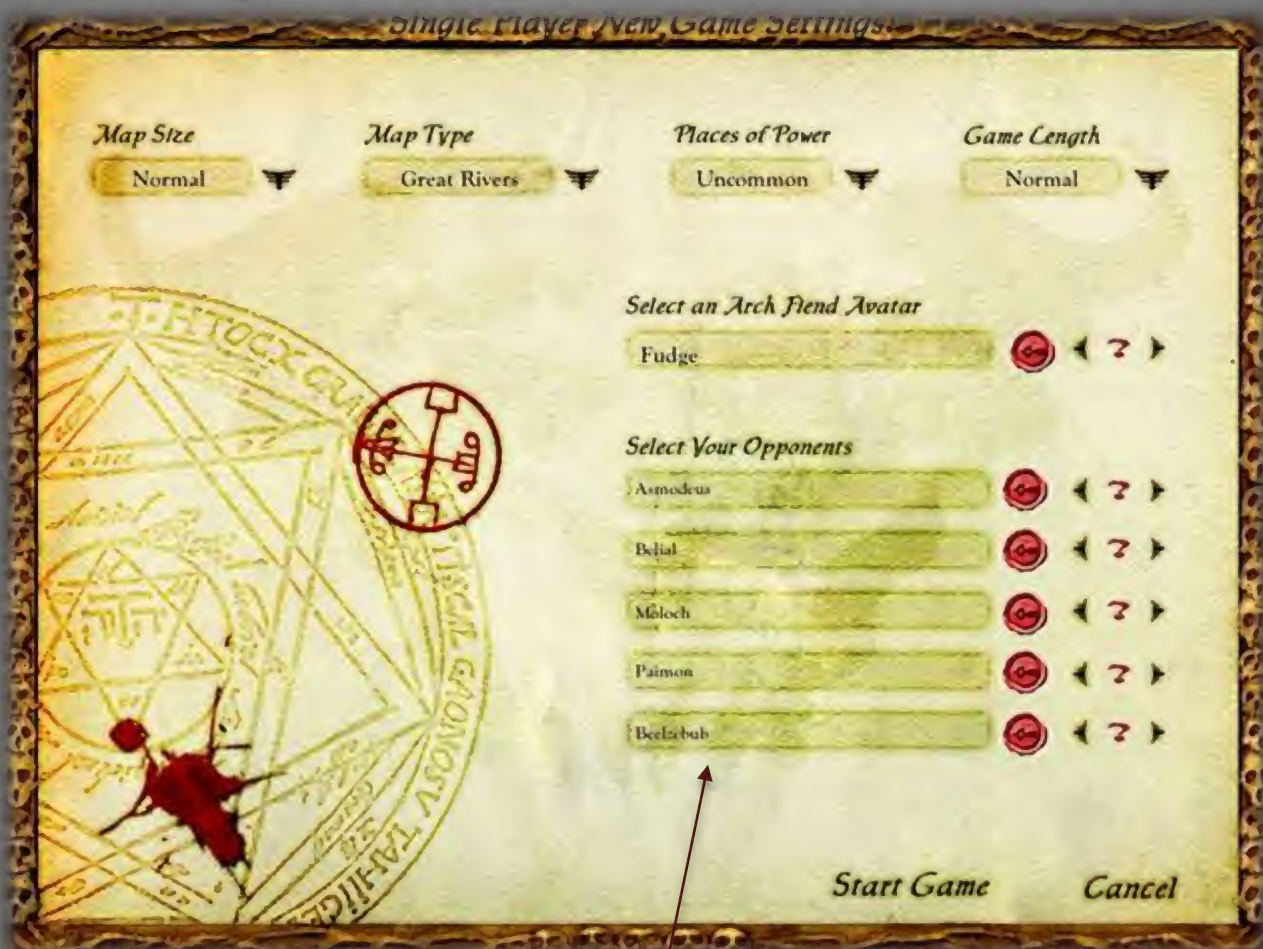 Single Player New Game Settings:
Map Size
Map Type
Places of Power
Game Length
Normal
Great Rivers
Uncommon
Normal
Select an Arch Fiend Avatar
Fudge
?
Select Your Opponents
Asmodeus
?
Belial
?
Moloch
?
Paimon
?
Beelzebub
?
Start Game
Cancel